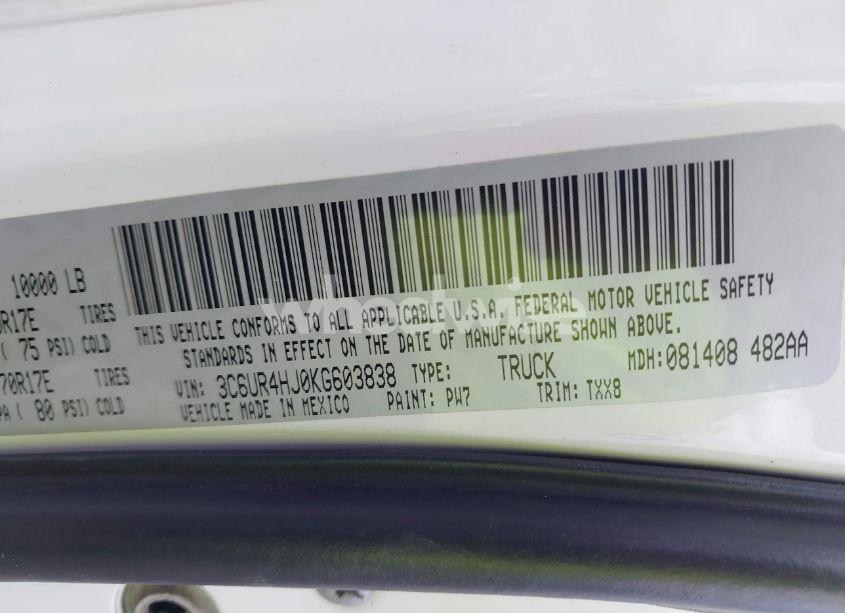 10000 LB
0R17E TIRES
( 75 PSI) COLD
70R17E TIRES
PA ( 80 PSI) COLD
THIS VEHICLE CONFORMS TO ALL APPLICABLE U.S.A. FEDERAL MOTOR VEHICLE SAFETY
STANDARDS IN EFFECT ON THE DATE OF MANUFACTURE SHOWN ABOVE.
VIN: 3C6UR4HJ0KG603838 TYPE: TRUCK MDH: 081408 482AA
VEHICLE MADE IN MEXICO PAINT: PW7 TRIM: TXX8